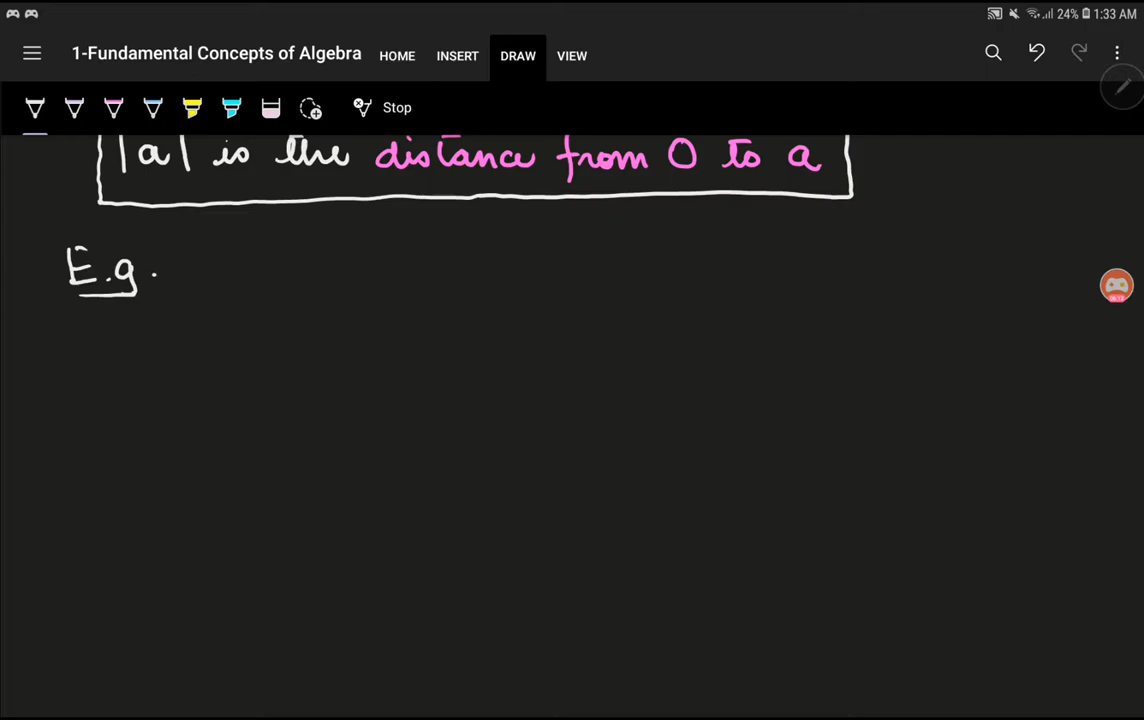 24% 1:33 AM
1-Fundamental Concepts of Algebra HOME INSERT DRAW VIEW
Stop
|a| is the distance from 0 to a
E.g.